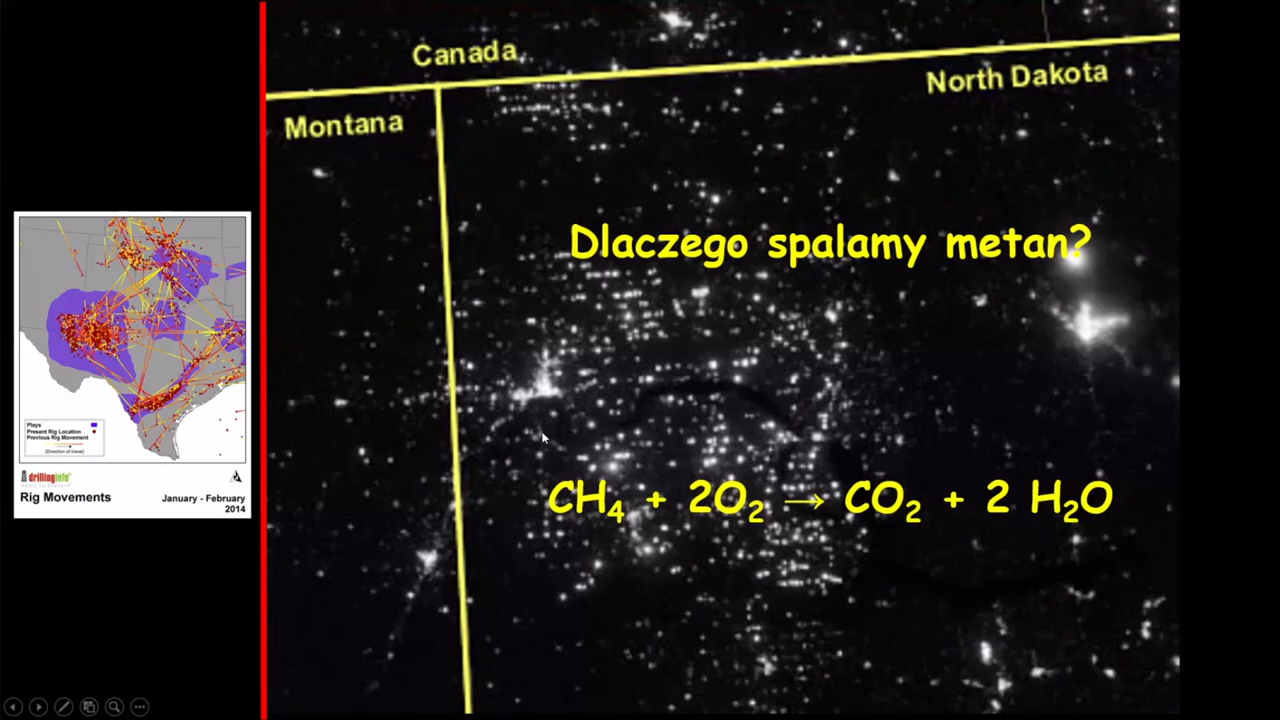 Canada
North Dakota
Montana
Dlaczego spalamy metan?
CH₄ + 2O₂ → CO₂ + 2 H₂O
Plays
Present Rig Location
Previous Rig Movement
(Direction of travel)
drillinginfo
Rig Movements
January - February
2014